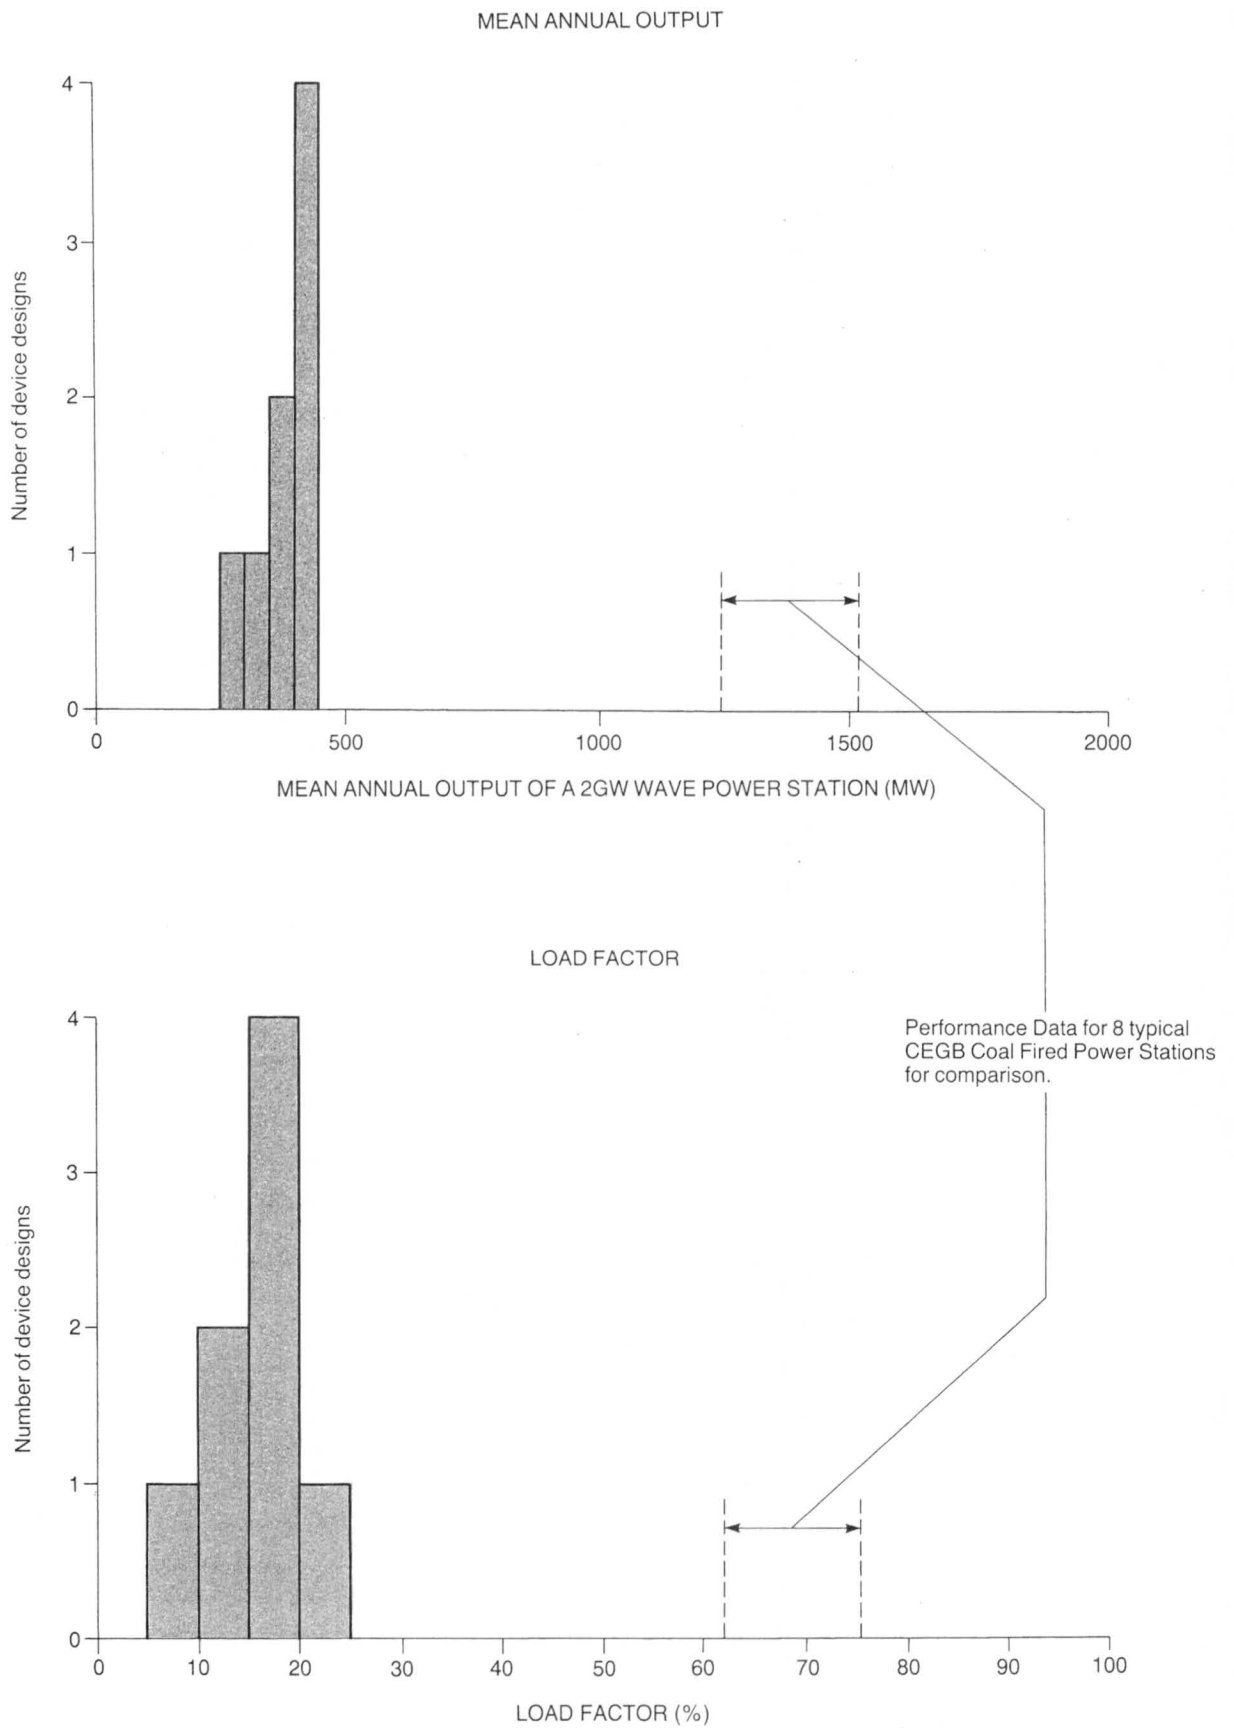 MEAN ANNUAL OUTPUT
4
3
2
1
0
Number of device designs
0 500 1000 1500 2000
MEAN ANNUAL OUTPUT OF A 2GW WAVE POWER STATION (MW)
LOAD FACTOR
Performance Data for 8 typical
CEGB Coal Fired Power Stations
for comparison.
4
3
2
1
0
Number of device designs
0 10 20 30 40 50 60 70 80 90 100
LOAD FACTOR (%)